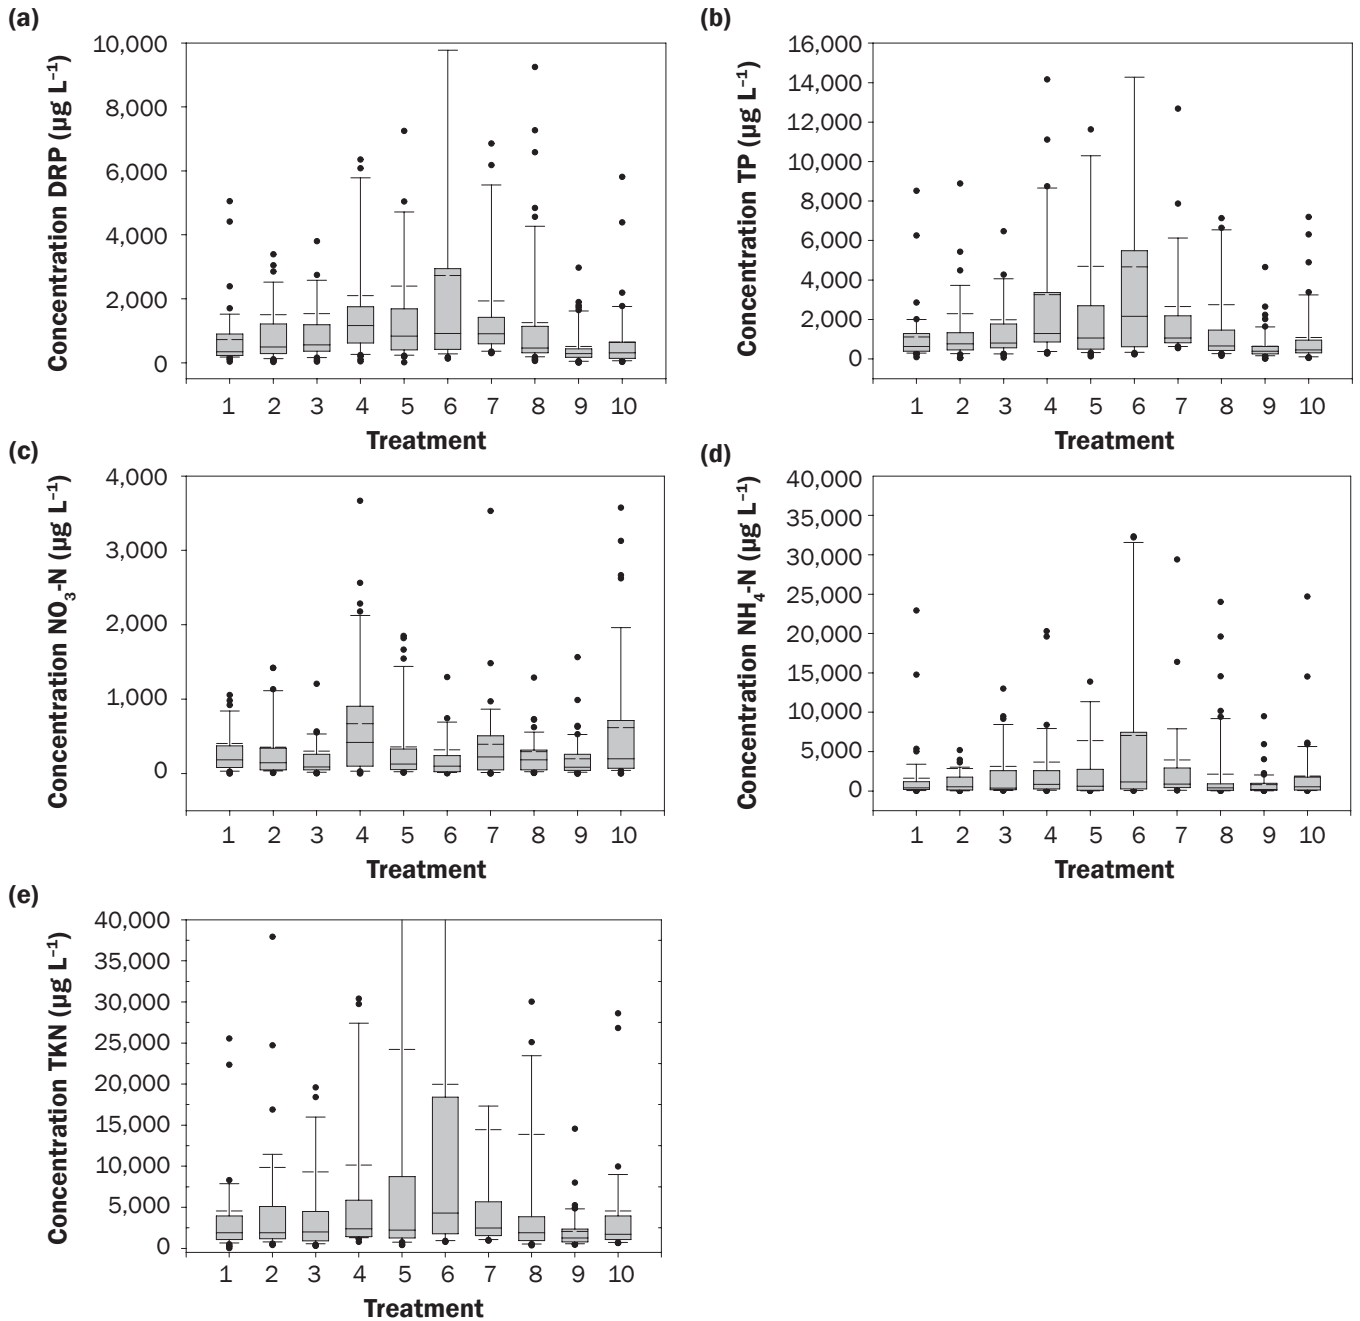 (a)
Concentration DRP (µg L⁻¹)
10,000
8,000
6,000
4,000
2,000
0
1 2 3 4 5 6 7 8 9 10
Treatment
(b)
Concentration TP (µg L⁻¹)
16,000
14,000
12,000
10,000
8,000
6,000
4,000
2,000
0
1 2 3 4 5 6 7 8 9 10
Treatment
(c)
Concentration NO₃-N (µg L⁻¹)
4,000
3,000
2,000
1,000
0
1 2 3 4 5 6 7 8 9 10
Treatment
(d)
Concentration NH₄-N (µg L⁻¹)
40,000
35,000
30,000
25,000
20,000
15,000
10,000
5,000
0
1 2 3 4 5 6 7 8 9 10
Treatment
(e)
Concentration TKN (µg L⁻¹)
40,000
35,000
30,000
25,000
20,000
15,000
10,000
5,000
0
1 2 3 4 5 6 7 8 9 10
Treatment